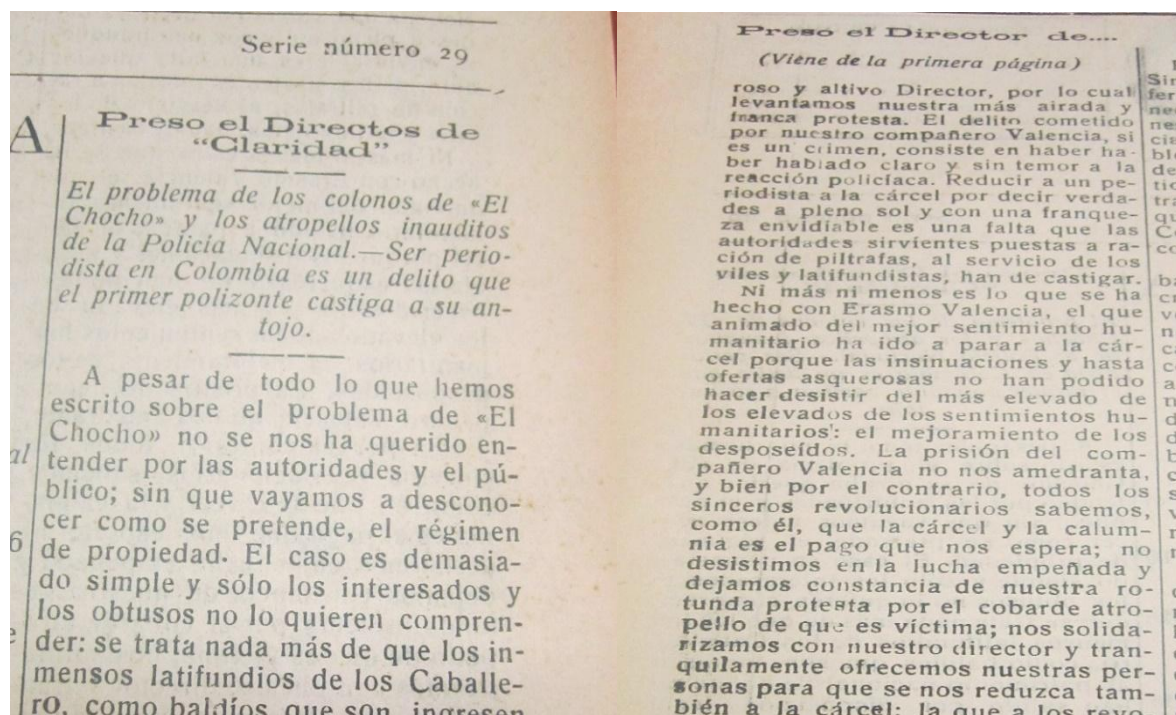 Serie número 29
A
Preso el Directos de
“Claridad”
El problema de los colonos de «El
Chocho» y los atropellos inauditos
de la Policía Nacional.—Ser perio-
dista en Colombia es un delito que
el primer polizonte castiga a su an-
tojo.
A pesar de todo lo que hemos
escrito sobre el problema de «El
Chocho» no se nos ha querido en-
tender por las autoridades y el pú-
blico; sin que vayamos a descono-
cer como se pretende, el régimen
de propiedad. El caso es demasia-
do simple y sólo los interesados y
los obtusos no lo quieren compren-
der: se trata nada más de que los in-
mensos latifundios de los Caballe-
ro, como baldíos que son, ingresen
al
6
Preso el Director de....
(Viene de la primera página)
roso y altivo Director, por lo cual
levantamos nuestra más airada y
franca protesta. El delito cometido
por nuestro compañero Valencia, si
es un crimen, consiste en haber ha-
ber hablado claro y sin temor a la
reacción policíaca. Reducir a un pe-
riodista a la cárcel por decir verda-
des a pleno sol y con una franque-
za envidiable es una falta que las
autoridades sirvientes puestas a ra-
ción de piltrafas, al servicio de los
viles y latifundistas, han de castigar.
Ni más ni menos es lo que se ha
hecho con Erasmo Valencia, el que
animado del mejor sentimiento hu-
manitario ha ido a parar a la cár-
cel porque las insinuaciones y hasta
ofertas asquerosas no han podido
hacer desistir del más elevado de
los elevados de los sentimientos hu-
manitarios: el mejoramiento de los
desposeídos. La prisión del com-
pañero Valencia no nos amedranta,
y bien por el contrario, todos los
sinceros revolucionarios sabemos,
como él, que la cárcel y la calum-
nia es el pago que nos espera; no
desistimos en la lucha empeñada y
dejamos constancia de nuestra ro-
tunda protesta por el cobarde atro-
pello de que es víctima; nos solida-
rizamos con nuestro director y tran-
quilamente ofrecemos nuestras per-
sonas para que se nos reduzca tam-
bién a la cárcel: la que a los revo